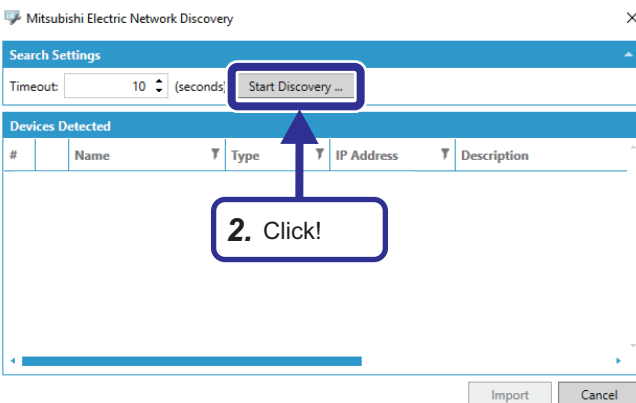 Mitsubishi Electric Network Discovery
Search Settings
Timeout: 10 (seconds) Start Discovery ...
Devices Detected
# Name Type IP Address Description
2. Click!
Import Cancel